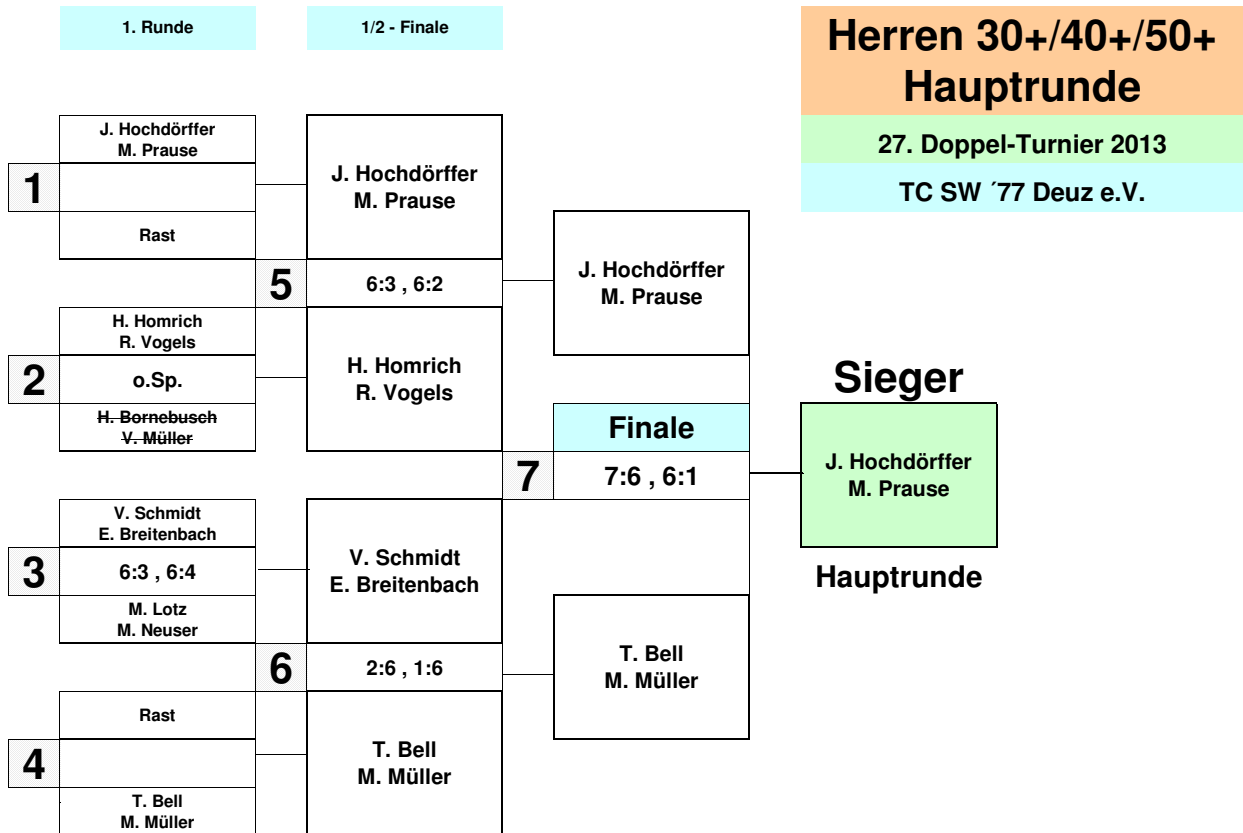 1. Runde
1/2 - Finale
Herren 30+/40+/50+
Hauptrunde
27. Doppel-Turnier 2013
TC SW ´77 Deuz e.V.
J. Hochdörffer
M. Prause
1
Rast
J. Hochdörffer
M. Prause
5
6:3 , 6:2
H. Homrich
R. Vogels
2
o.Sp.
H. Bornebusch
V. Müller
H. Homrich
R. Vogels
J. Hochdörffer
M. Prause
Finale
7
7:6 , 6:1
Sieger
J. Hochdörffer
M. Prause
Hauptrunde
V. Schmidt
E. Breitenbach
3
6:3 , 6:4
M. Lotz
M. Neuser
V. Schmidt
E. Breitenbach
6
2:6 , 1:6
T. Bell
M. Müller
Rast
4
T. Bell
M. Müller
T. Bell
M. Müller